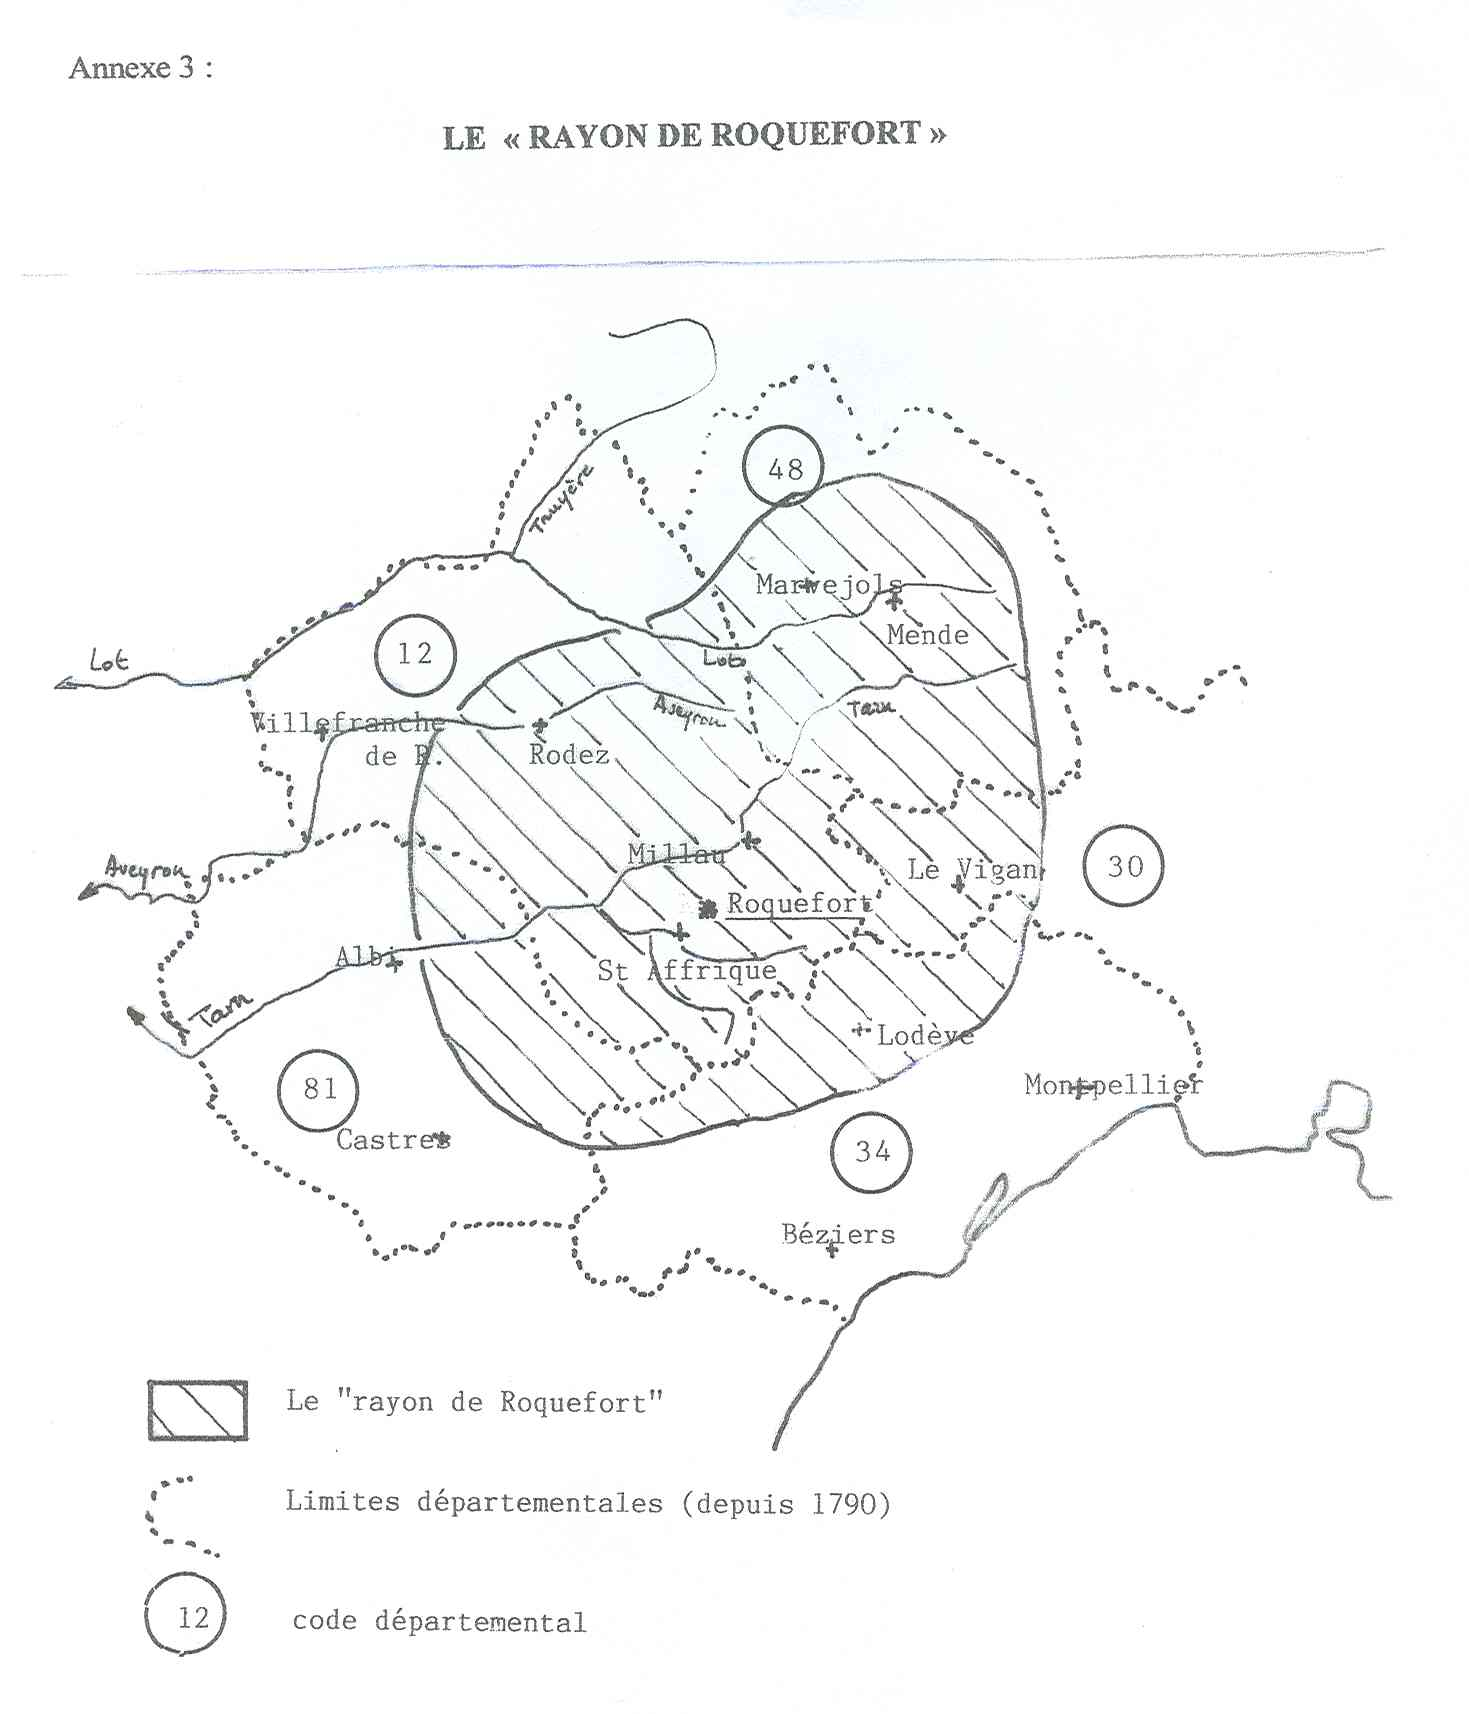 Annexe 3 :
LE « RAYON DE ROQUEFORT »
Truyère
48
Marvejols
Mende
12
Lot
Lot
Villefranche
de R.
Rodez
Aveyron
Tarn
Millau
Le Vigan
30
Aveyron
Roquefort
Albi
St Affrique
Tarn
Lodève
81
Montpellier
Castres
34
Béziers
Le "rayon de Roquefort"
Limites départementales (depuis 1790)
12
code départemental